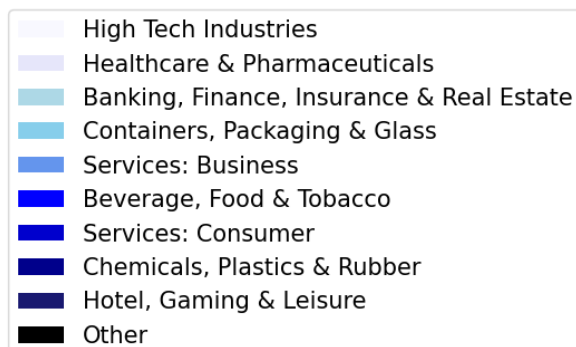 High Tech Industries
Healthcare & Pharmaceuticals
Banking, Finance, Insurance & Real Estate
Containers, Packaging & Glass
Services: Business
Beverage, Food & Tobacco
Services: Consumer
Chemicals, Plastics & Rubber
Hotel, Gaming & Leisure
Other